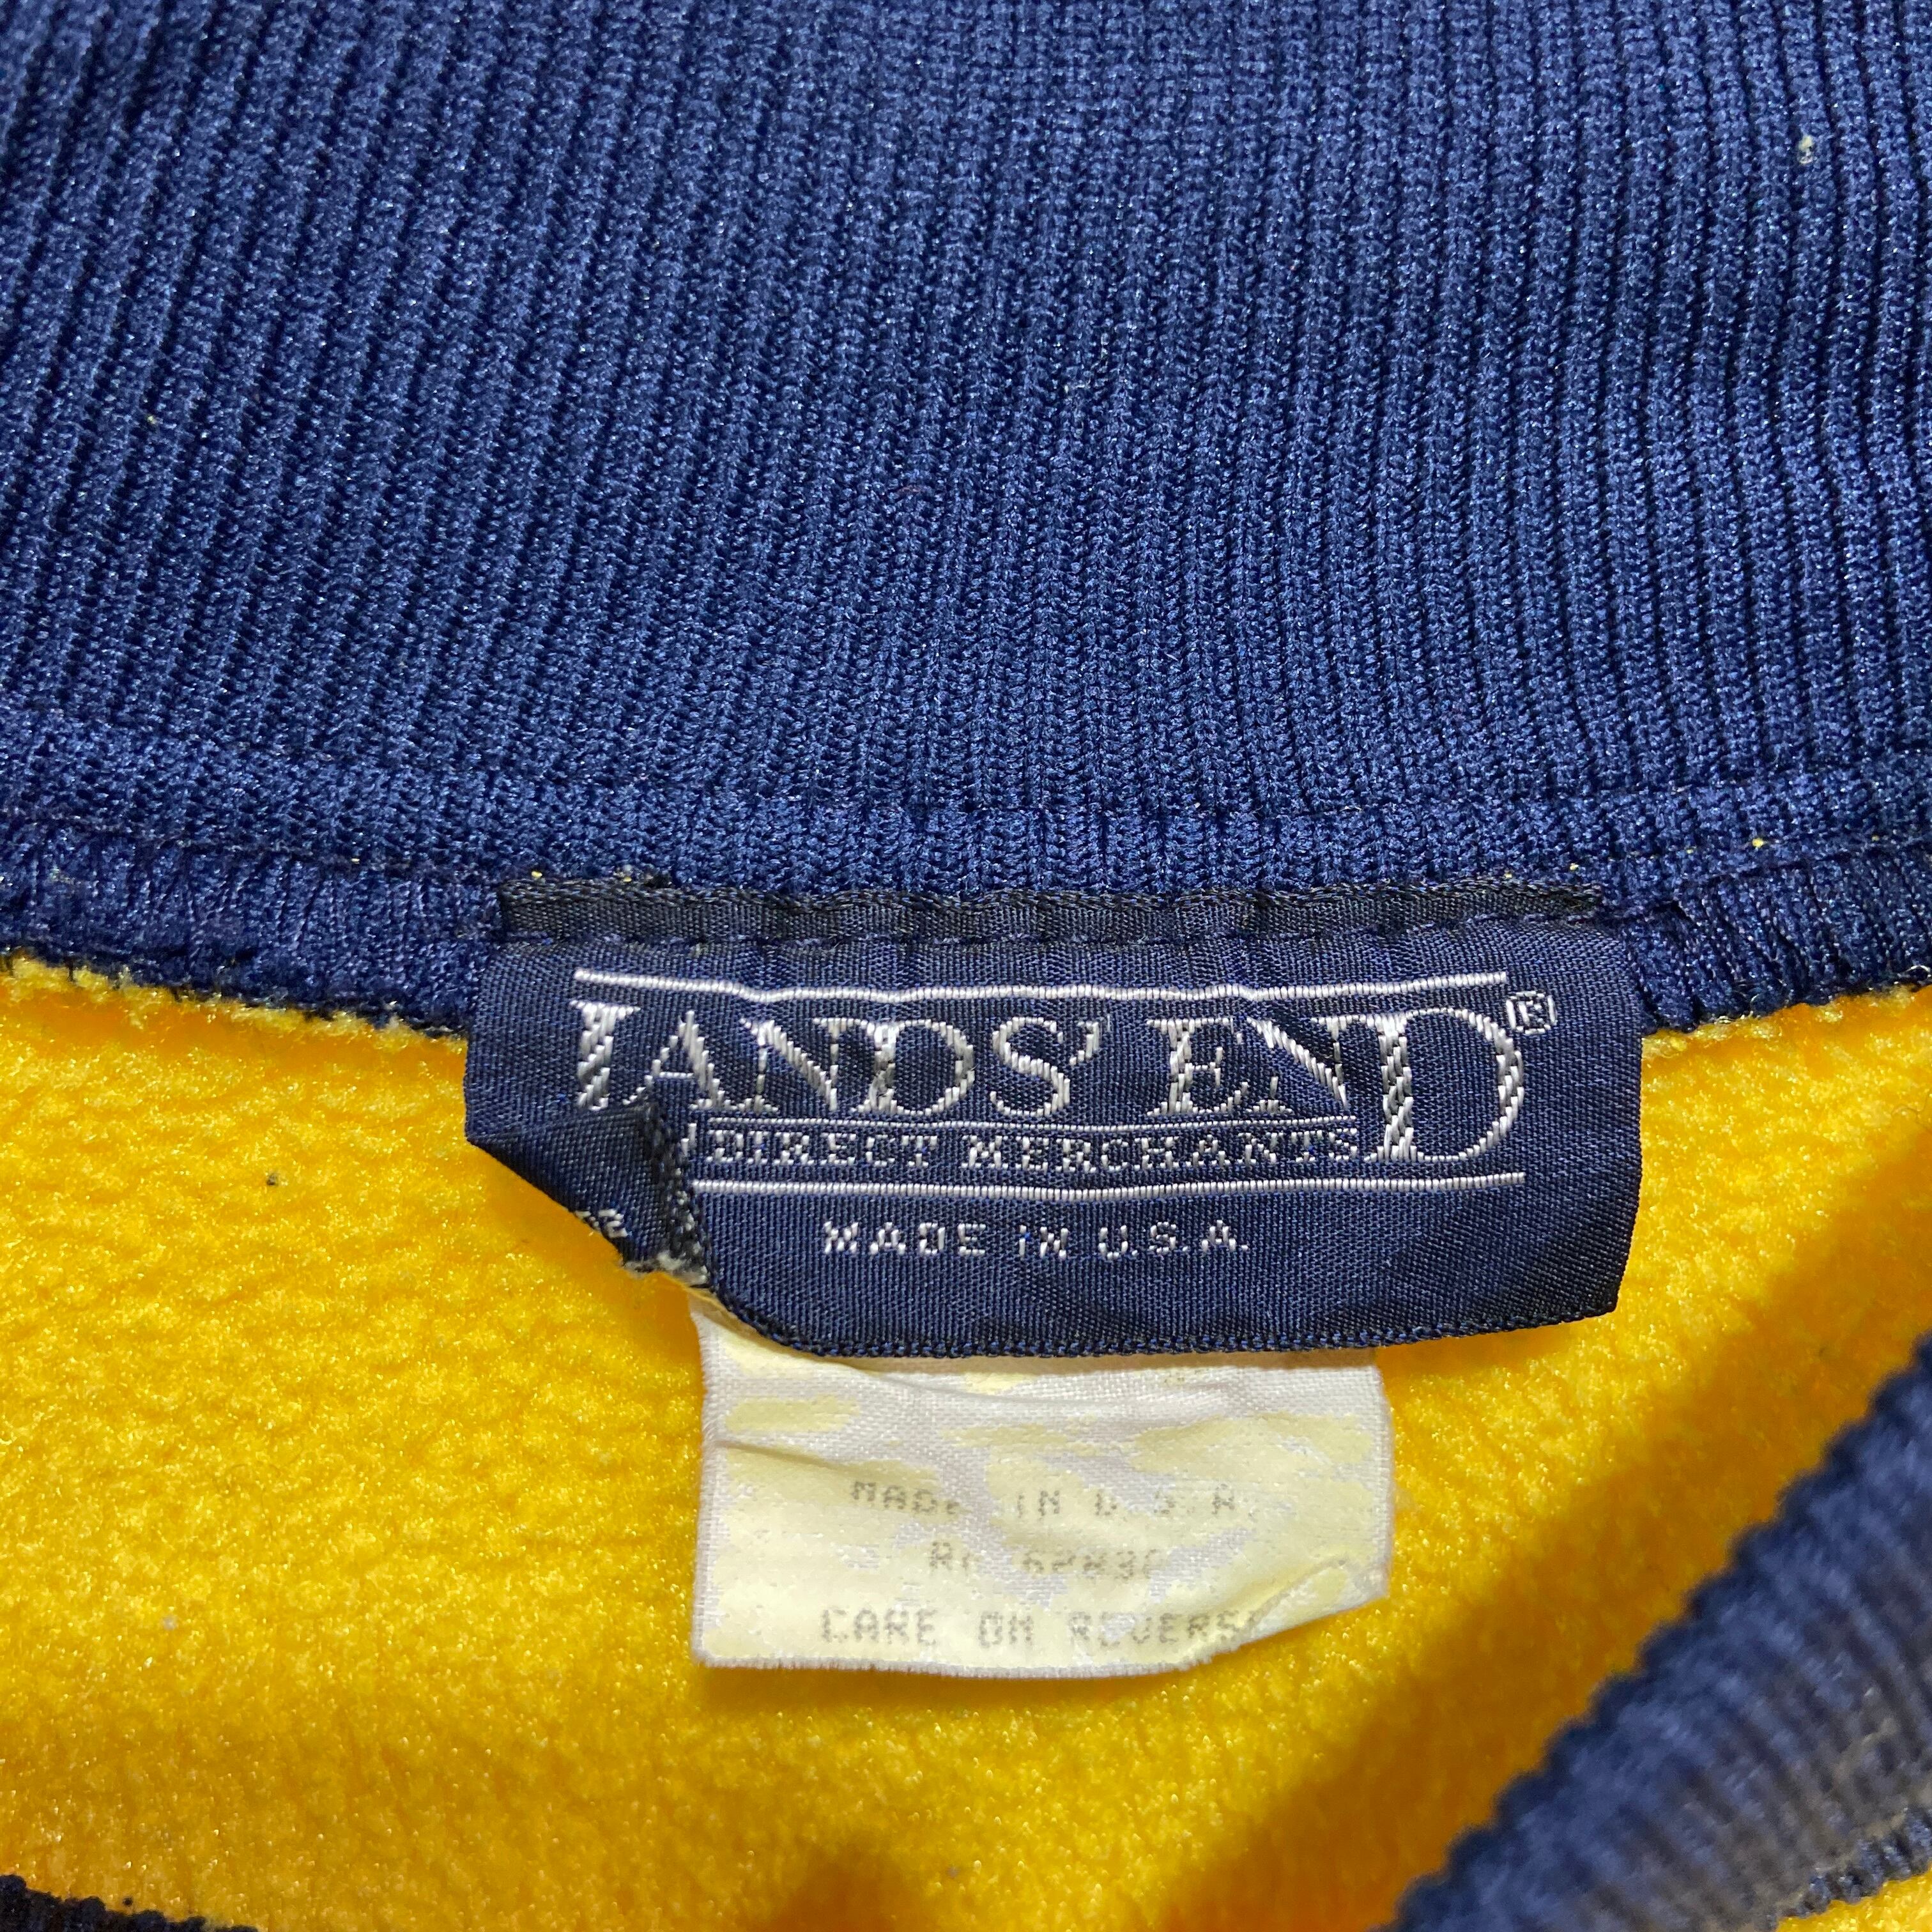 LANDS' END®
DIRECT MERCHANTS
MADE IN U.S.A.
MADE IN U.S.A.
CARE ON REVERSE